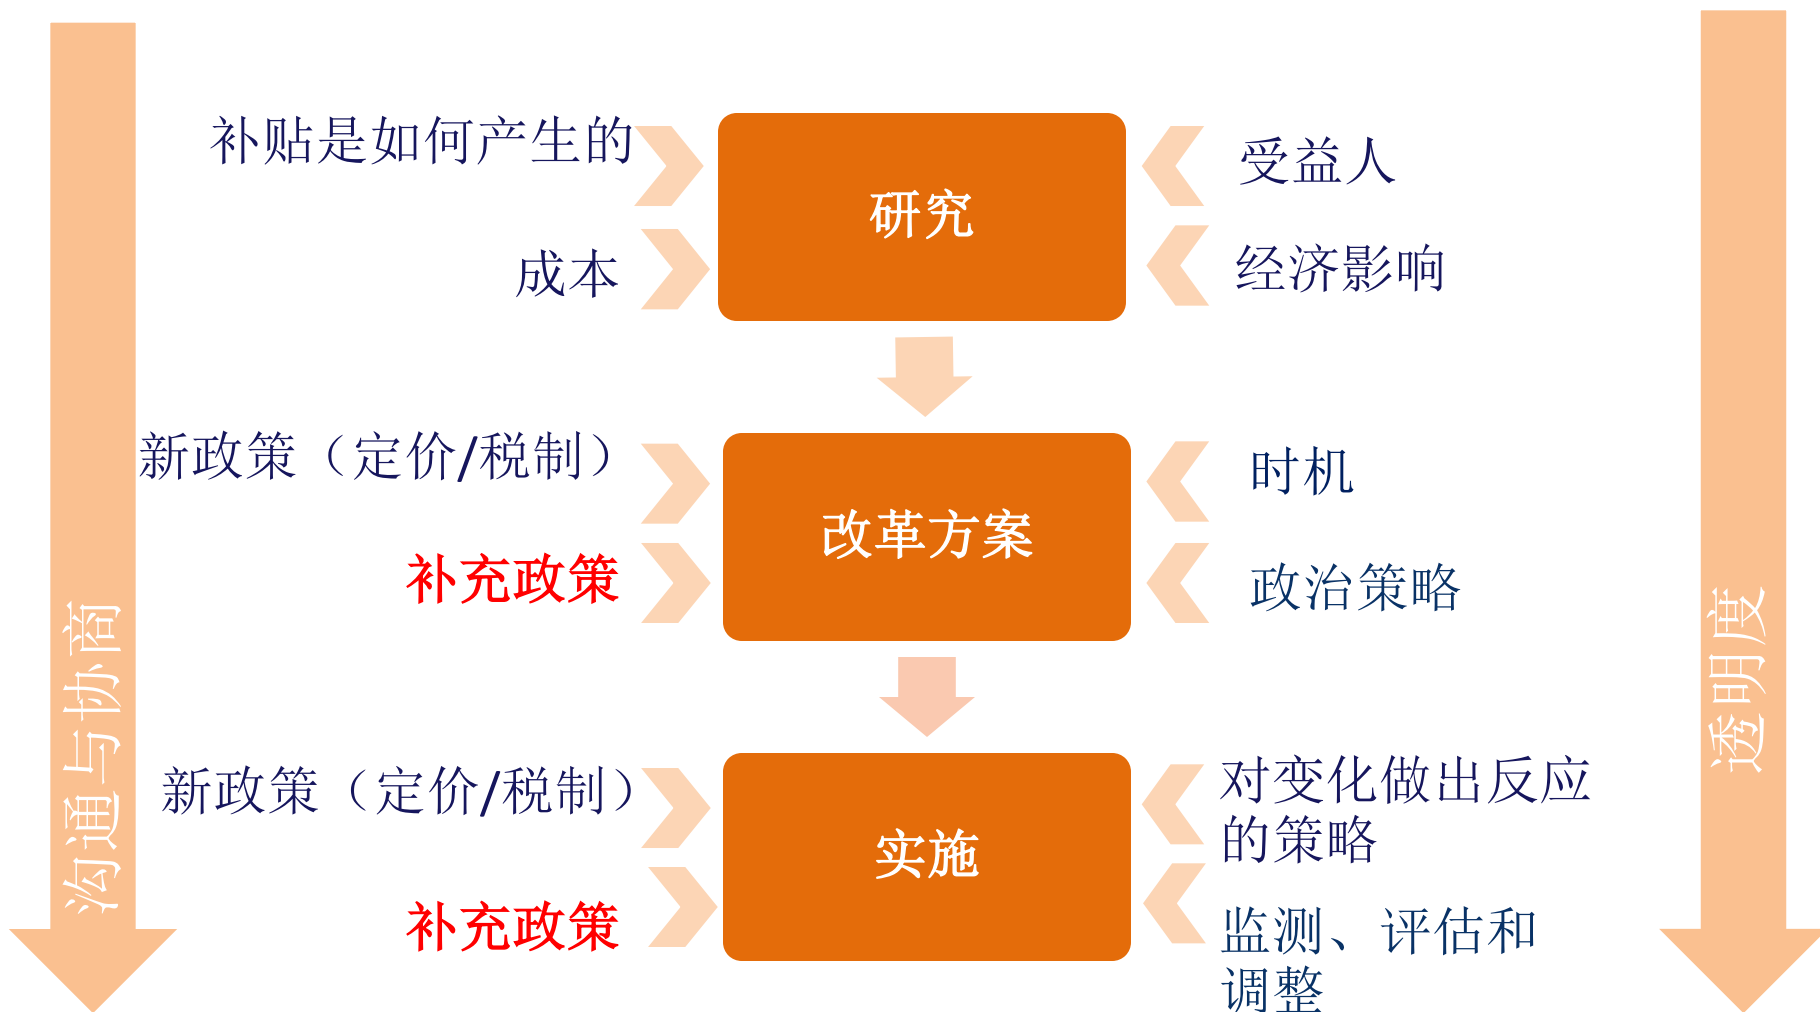 补贴是如何产生的
成本
研究
受益人
经济影响
新政策（定价/税制）
补充政策
改革方案
时机
政治策略
新政策（定价/税制）
补充政策
实施
对变化做出反应
的策略
监测、评估和
调整
沟通与协商
透明度